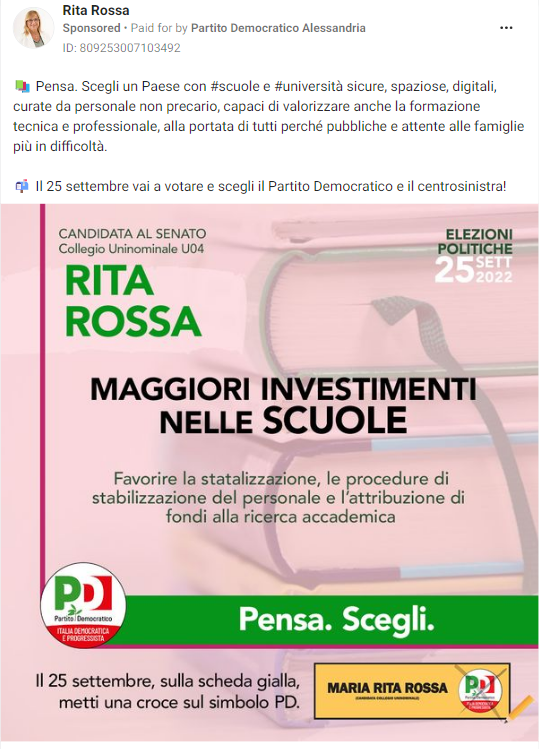 Rita Rossa
Sponsored • Paid for by Partito Democratico Alessandria
ID: 809253007103492
Pensa. Scegli un Paese con #scuole e #università sicure, spaziose, digitali,
curate da personale non precario, capaci di valorizzare anche la formazione
tecnica e professionale, alla portata di tutti perché pubbliche e attente alle famiglie
più in difficoltà.
Il 25 settembre vai a votare e scegli il Partito Democratico e il centrosinistra!
CANDIDATA AL SENATO
Collegio Uninominale U04
RITA
ROSSA
ELEZIONI
POLITICHE
25 SETT
2022
MAGGIORI INVESTIMENTI
NELLE SCUOLE
Favorire la statalizzazione, le procedure di
stabilizzazione del personale e l'attribuzione di
fondi alla ricerca accademica
PD
Partito Democratico
ITALIA DEMOCRATICA
E PROGRESSISTA
Pensa. Scegli.
Il 25 settembre, sulla scheda gialla,
metti una croce sul simbolo PD.
MARIA RITA ROSSA
(CANDIDATA COLLEGIO UNINOMINALE)
PD